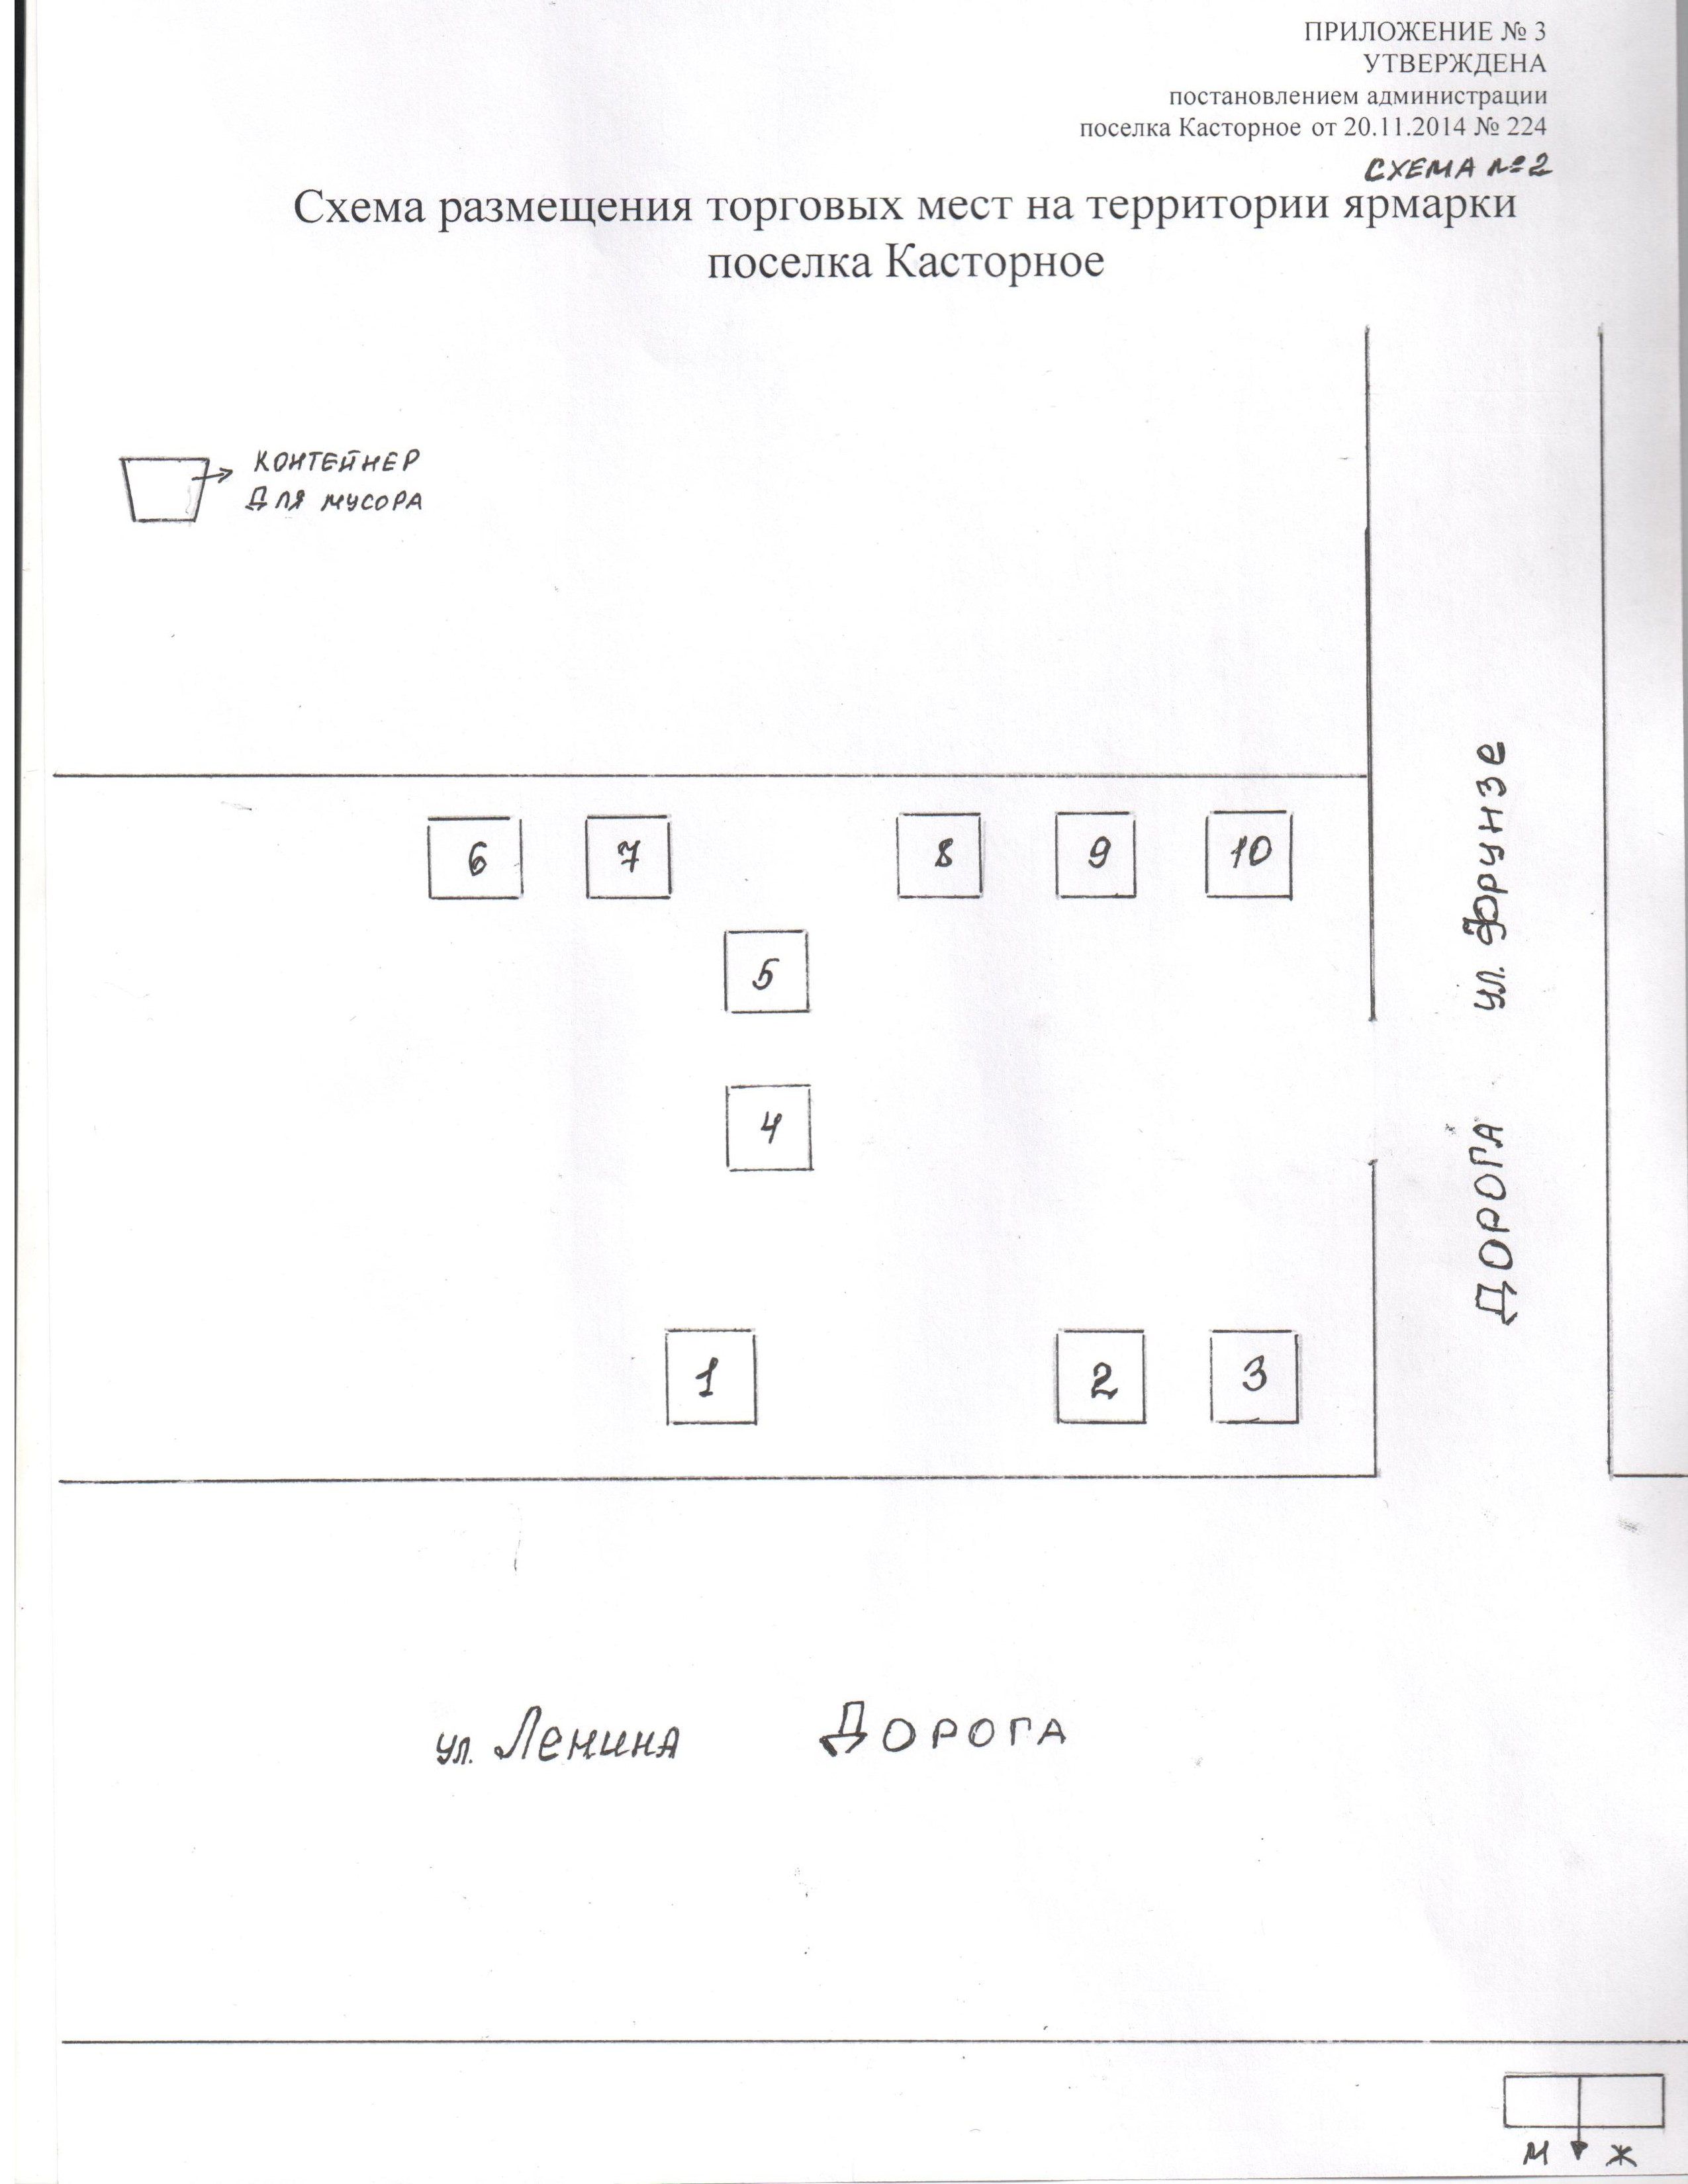 ПРИЛОЖЕНИЕ № 3
УТВЕРЖДЕНА
постановлением администрации
поселка Касторное от 20.11.2014 № 224
СХЕМА №2
Схема размещения торговых мест на территории ярмарки
поселка Касторное
КОНТЕЙНЕР
ДЛЯ МУСОРА
6 7 8 9 10
5
4
1 2 3
ДОРОГА ул. Фрунзе
ул. Ленина ДОРОГА
М Ж